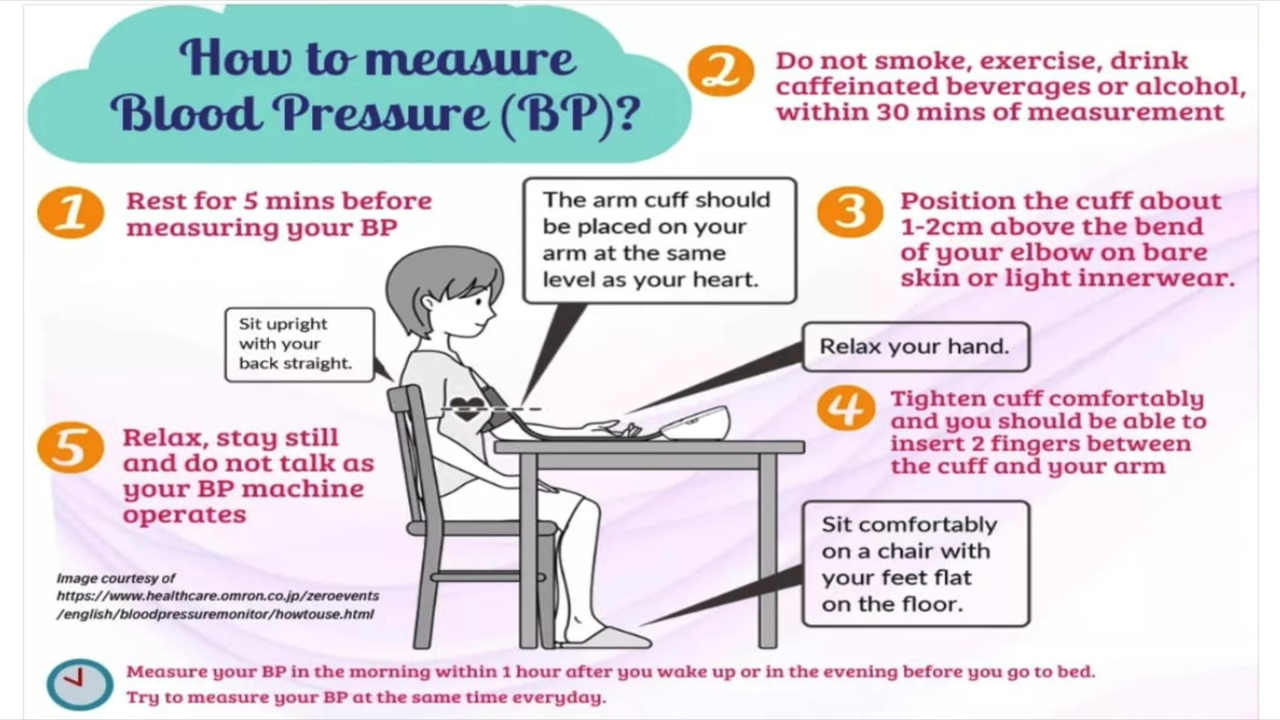 How to measure
Blood Pressure (BP)?
1
Rest for 5 mins before
measuring your BP
2
Do not smoke, exercise, drink
caffeinated beverages or alcohol,
within 30 mins of measurement
3
Position the cuff about
1-2cm above the bend
of your elbow on bare
skin or light innerwear.
The arm cuff should
be placed on your
arm at the same
level as your heart.
Sit upright
with your
back straight.
Relax your hand.
4
Tighten cuff comfortably
and you should be able to
insert 2 fingers between
the cuff and your arm
5
Relax, stay still
and do not talk as
your BP machine
operates
Sit comfortably
on a chair with
your feet flat
on the floor.
Image courtesy of
https://www.healthcare.omron.co.jp/zeroevents
/english/bloodpressuremonitor/howtouse.html
Measure your BP in the morning within 1 hour after you wake up or in the evening before you go to bed.
Try to measure your BP at the same time everyday.